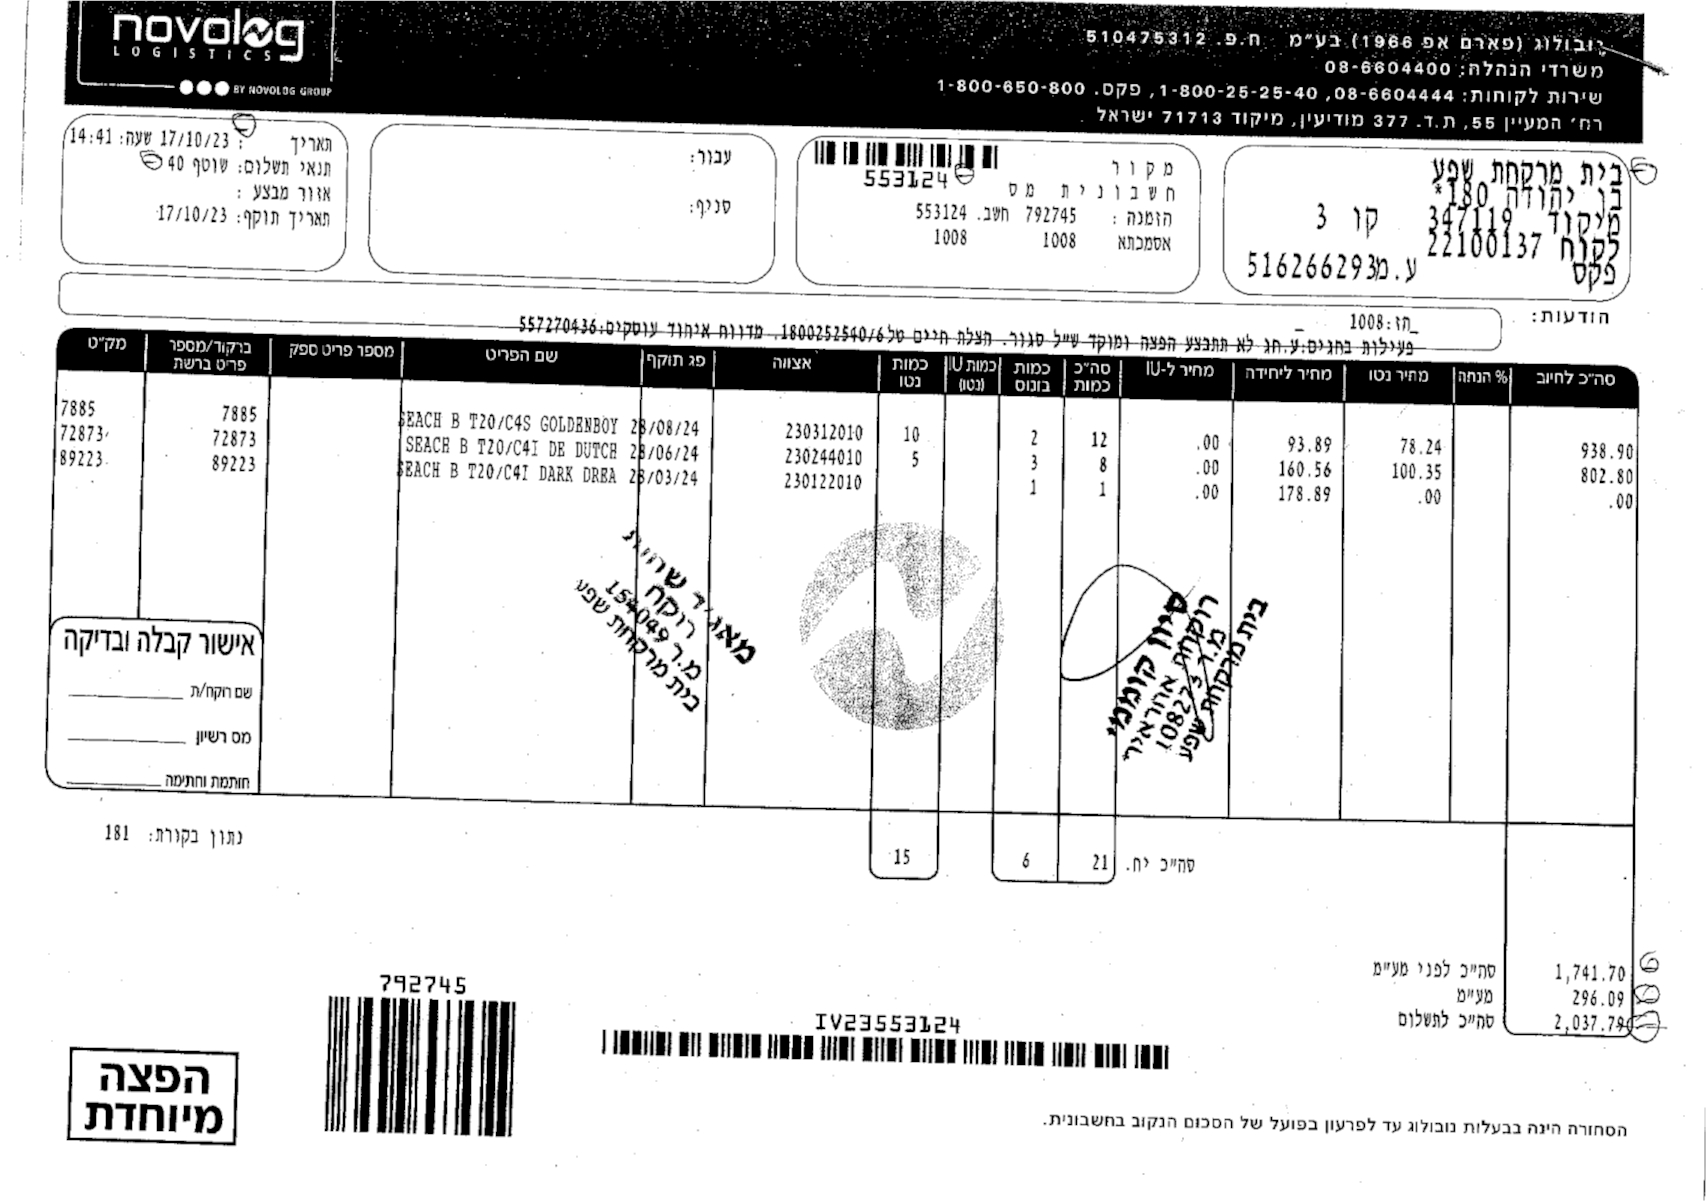 novolog
LOGISTICS
BY NOVOLOG GROUP
נובולוג (פארם אפ 1966) בע"מ ח.פ. 510475312
משרדי הנהלה: 08-6604400
שירות לקוחות: 08-6604444, 1-800-25-25-40, פקס. 1-800-650-800
רח' המעיין 55, ת.ד. 377 מודיעין, מיקוד 71713 ישראל
בית מרקחת שפע
בן יהודה 180*
מיקוד 347119
קו 3
לקוח 22100137
פקס
ע.מ 516266293
מקור
חשבונית מס
553124
הזמנה : 792745 חשב. 553124
אסמכתא 1008 1008
עבור:
סניף:
תאריך : 17/10/23 שעה: 14:41
תנאי תשלום: שוטף 40
אזור מבצע :
תאריך תוקף: 17/10/23
הודעות:
תז:1008
פעילות בחגים:ע.חג לא תתבצע הפצה ומוקד ש"ל סגור. הצלת חיים טל1800252540/6. מדווח איחוד עוסקים:557270436
מק"ט ברקוד/מספר פריט ברשת מספר פריט ספק שם הפריט פג תוקף אצווה כמות נטו כמות IU (נטו) כמות בונוס סה"כ כמות מחיר ל-IU מחיר ליחידה מחיר נטו % הנחה סה"כ לחיוב
7885 7885 SEACH B T20/C4S GOLDENBOY 28/08/24 230312010 10 2 12 .00 93.89 78.24 938.90
72873 72873 SEACH B T20/C4I DE DUTCH 28/06/24 230244010 5 3 8 .00 160.56 100.35 802.80
89223 89223 SEACH B T20/C4I DARK DREA 28/03/24 230122010 1 1 .00 178.89 .00 .00
רוקח
מ.ר 154049
בית מרקחת שפע
סיון קוממי
רוקחת אחראית
מ.ר 108273
בית מרקחת שפע
אישור קבלה ובדיקה
שם רוקח/ת
מס רשיון
חותמת וחתימה
נתון בקורת: 181
סה"כ יח. 21 6 15
סה"כ לפני מע"מ 1,741.70
מע"מ 296.09
סה"כ לתשלום 2,037.79
792745
IV23553124
הפצה
מיוחדת
הסחורה הינה בבעלות נובולוג עד לפרעון בפועל של הסכום הנקוב בחשבונית.